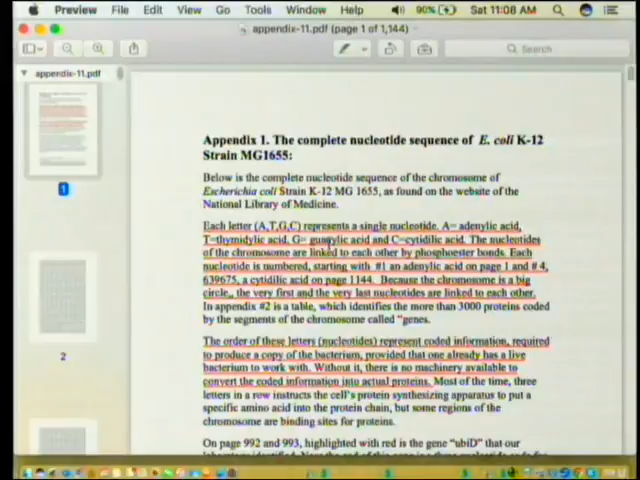 Preview File Edit View Go Tools Window Help 90% Sat 11:08 AM
appendix-11.pdf (page 1 of 1,144)
Search
appendix-11.pdf
1
2
Appendix 1. The complete nucleotide sequence of E. coli K-12
Strain MG1655:
Below is the complete nucleotide sequence of the chromosome of
Escherichia coli Strain K-12 MG 1655, as found on the website of the
National Library of Medicine.
Each letter (A,T,G,C) represents a single nucleotide. A= adenylic acid,
T=thymidylic acid, G= guanylic acid and C=cytidilic acid. The nucleotides
of the chromosome are linked to each other by phosphoester bonds. Each
nucleotide is numbered, starting with #1 an adenylic acid on page 1 and # 4,
639675, a cytidilic acid on page 1144. Because the chromosome is a big
circle,, the very first and the very last nucleotides are linked to each other.
In appendix #2 is a table, which identifies the more than 3000 proteins coded
by the segments of the chromosome called "genes.
The order of these letters (nucleotides) represent coded information, required
to produce a copy of the bacterium, provided that one already has a live
bacterium to work with. Without it, there is no machinery available to
convert the coded information into actual proteins. Most of the time, three
letters in a row instructs the cell's protein synthesizing apparatus to put a
specific amino acid into the protein chain, but some regions of the
chromosome are binding sites for proteins.
On page 992 and 993, highlighted with red is the gene "ubiD" that our